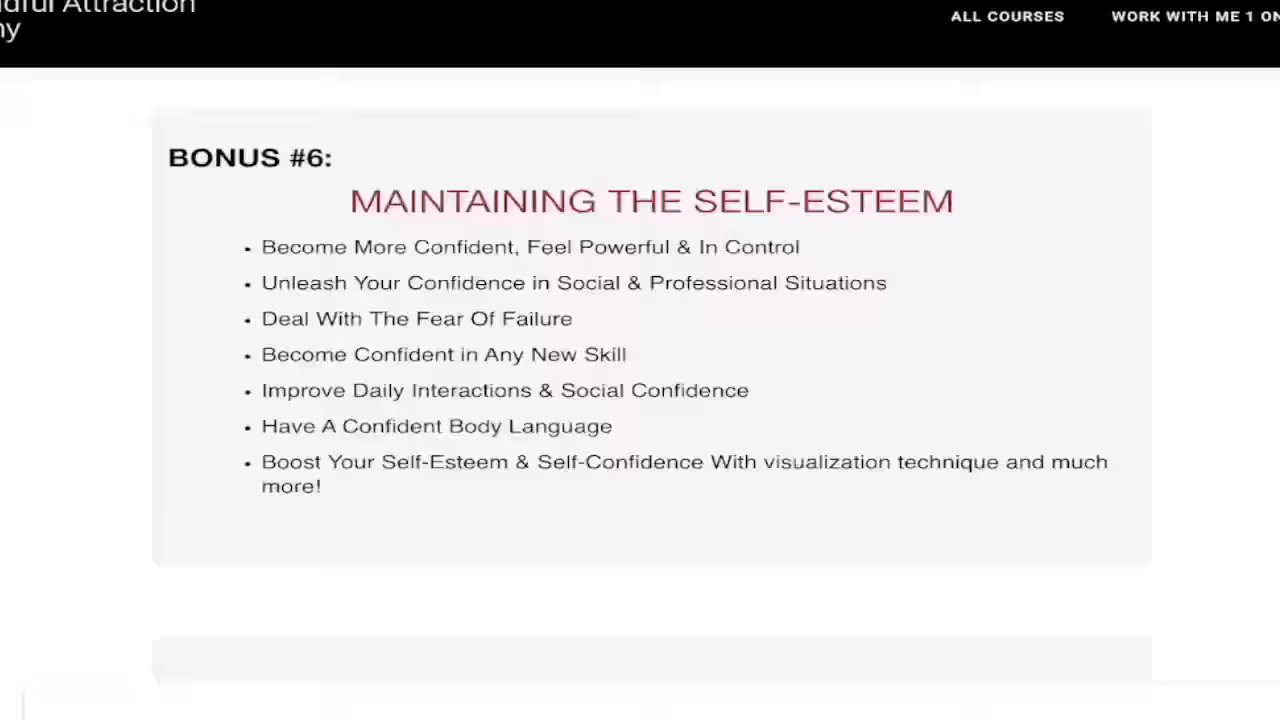 Attraction
ALL COURSES WORK WITH ME 1
BONUS #6:
MAINTAINING THE SELF-ESTEEM
• Become More Confident, Feel Powerful & In Control
• Unleash Your Confidence in Social & Professional Situations
• Deal With The Fear Of Failure
• Become Confident in Any New Skill
• Improve Daily Interactions & Social Confidence
• Have A Confident Body Language
• Boost Your Self-Esteem & Self-Confidence With visualization technique and much
more!